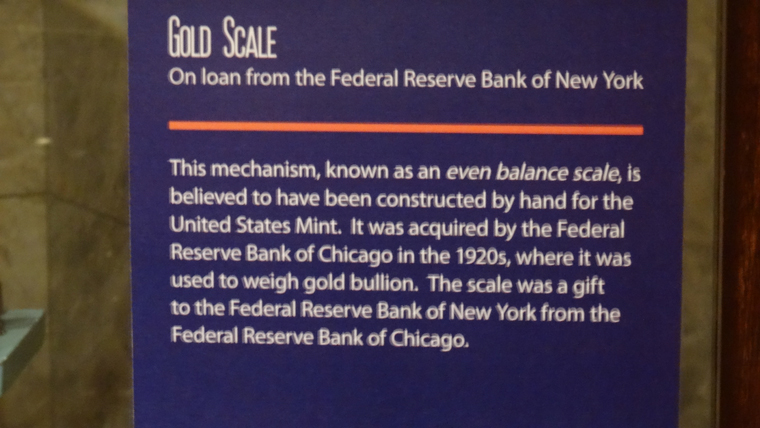 Gold Scale
On loan from the Federal Reserve Bank of New York
This mechanism, known as an even balance scale, is
believed to have been constructed by hand for the
United States Mint. It was acquired by the Federal
Reserve Bank of Chicago in the 1920s, where it was
used to weigh gold bullion. The scale was a gift
to the Federal Reserve Bank of New York from the
Federal Reserve Bank of Chicago.